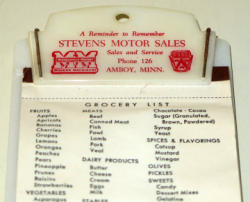 A Reminder to Remember
STEVENS MOTOR SALES
Sales and Service
Phone 126
AMBOY, MINN.
GROCERY LIST
FRUITS
Apples
Apricots
Bananas
Cherries
Grapes
Lemons
Oranges
Peaches
Pears
Pineapple
Prunes
Raisins
Strawberries
VEGETABLES
Asparagus
MEATS
Beef
Canned Meat
Fish
Food
Lamb
Pork
Veal
DAIRY PRODUCTS
Butter
Cheese
Cream
Eggs
Milk
STAPLES
Chocolate - Cocoa
Sugar (Granulated,
Brown, Powdered)
Syrup
Yeast
SPICES & FLAVORINGS
Catsup
Mustard
Vinegar
OLIVES
PICKLES
SWEETS
Candy
Dessert Mixes
Gelatine